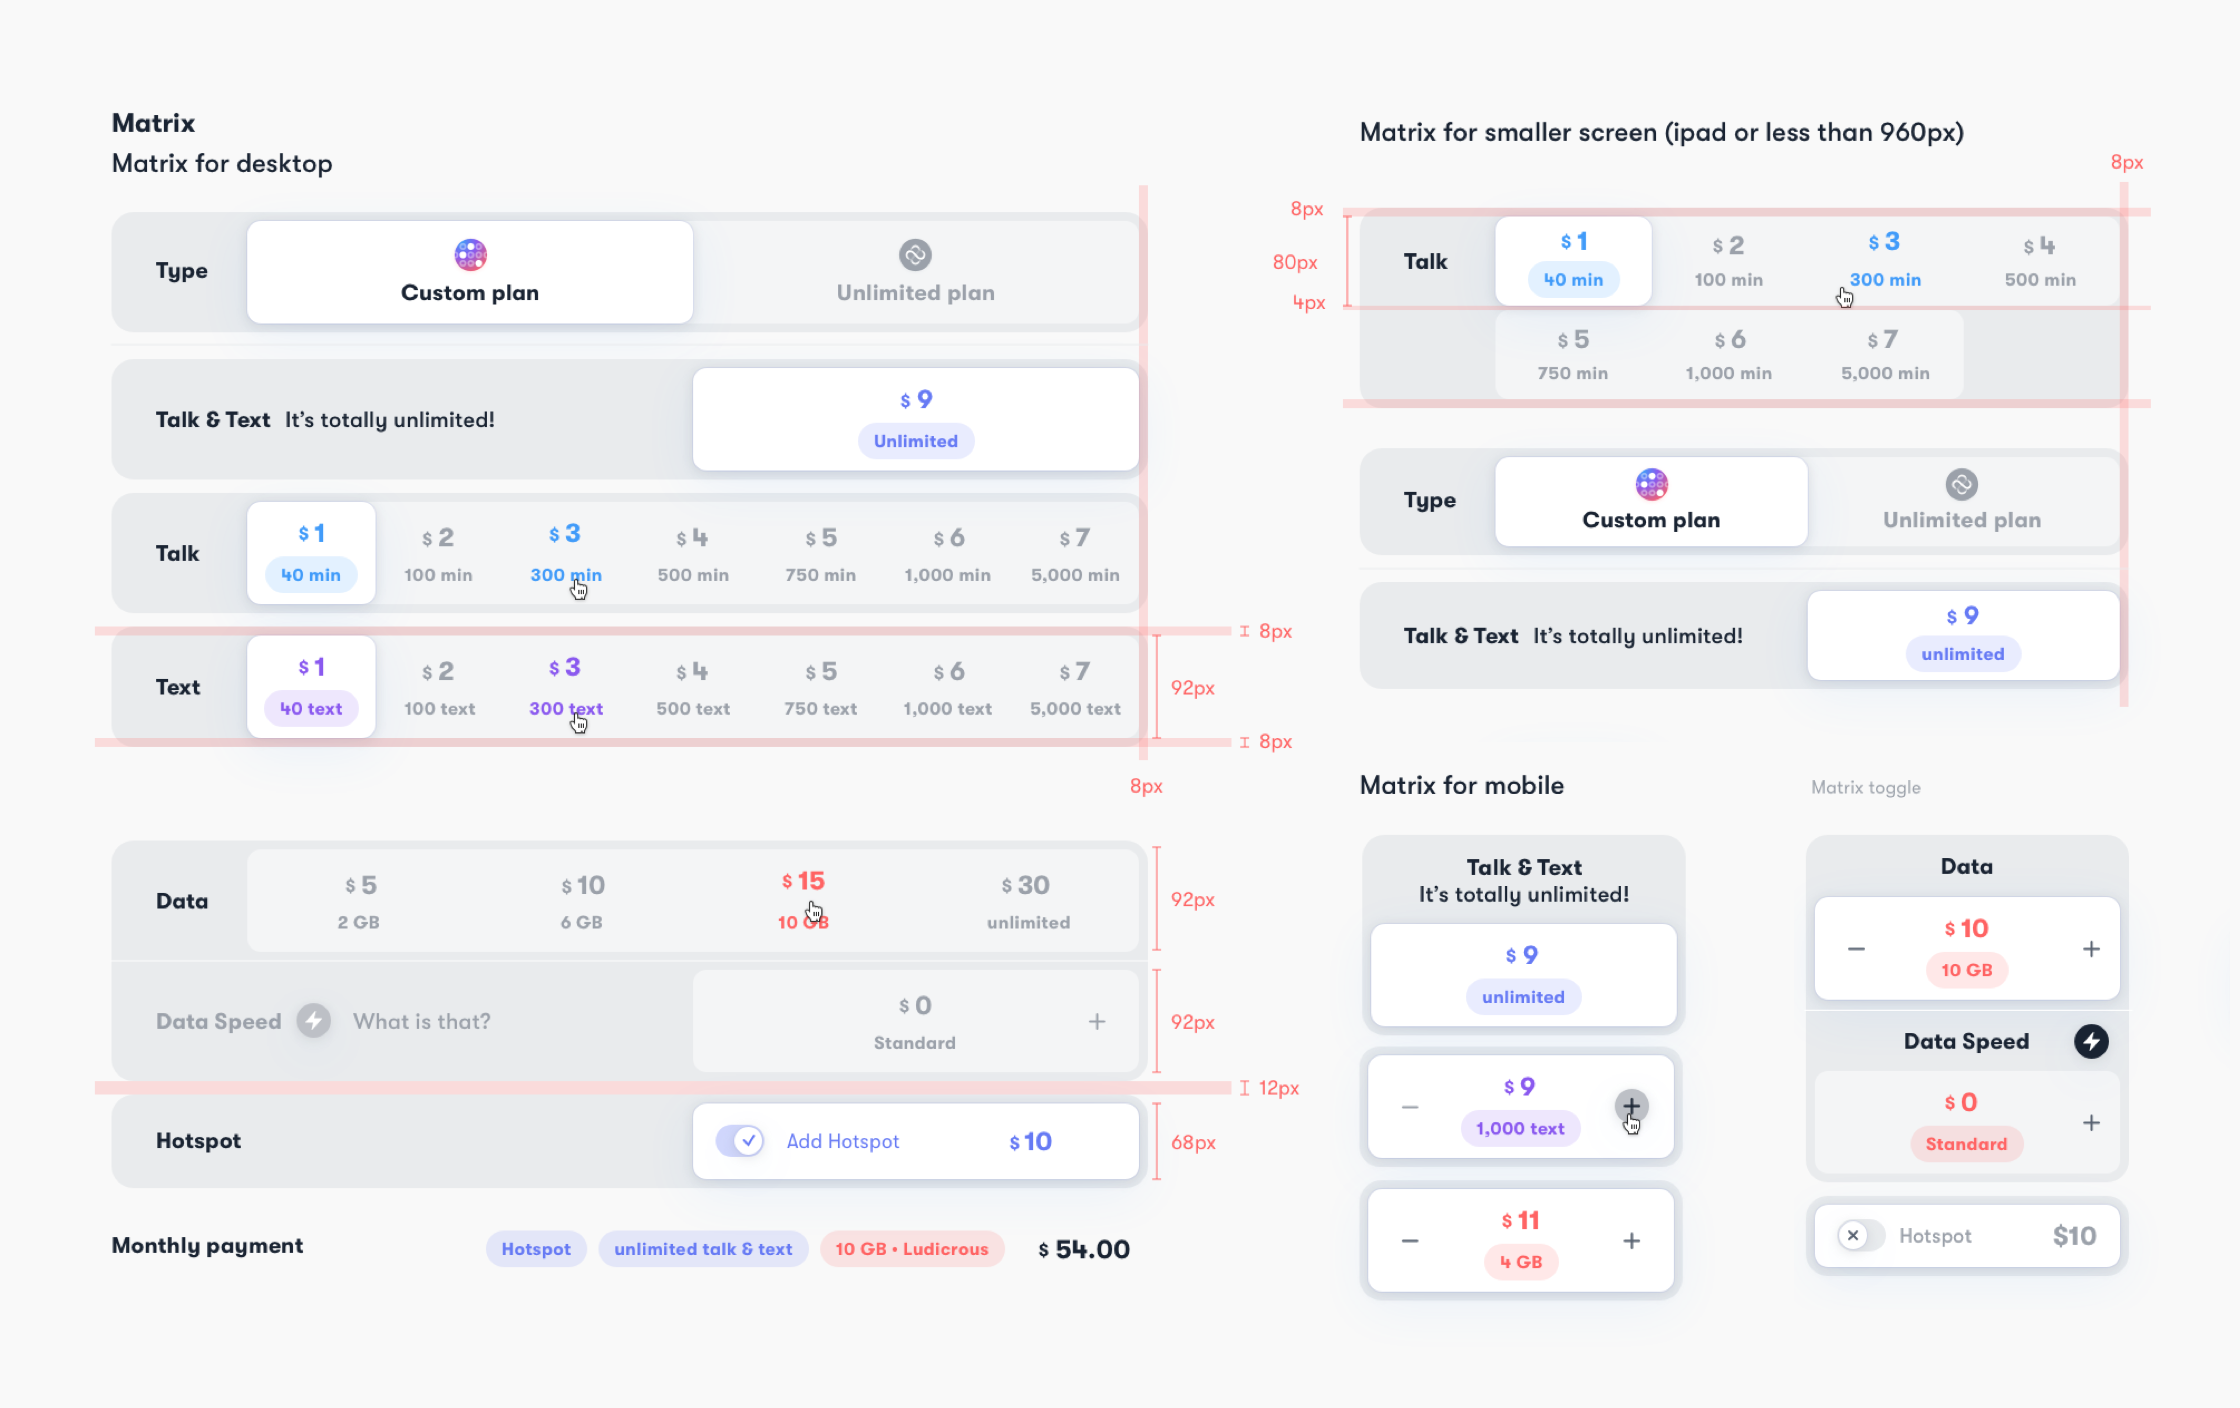 Matrix
Matrix for desktop
Type
Custom plan
Unlimited plan
Talk & Text It's totally unlimited!
$ 9
Unlimited
Talk
$ 1
40 min
$ 2
100 min
$ 3
300 min
$ 4
500 min
$ 5
750 min
$ 6
1,000 min
$ 7
5,000 min
8px
Text
$ 1
40 text
$ 2
100 text
$ 3
300 text
$ 4
500 text
$ 5
750 text
$ 6
1,000 text
$ 7
5,000 text
92px
8px
8px
Data
$ 5
2 GB
$ 10
6 GB
$ 15
10 GB
$ 30
unlimited
92px
Data Speed What is that?
$ 0
Standard
+
92px
12px
Hotspot
Add Hotspot $ 10
68px
Monthly payment
Hotspot
unlimited talk & text
10 GB • Ludicrous
$ 54.00
Matrix for smaller screen (ipad or less than 960px)
8px
8px
80px
4px
Talk
$ 1
40 min
$ 2
100 min
$ 3
300 min
$ 4
500 min
$ 5
750 min
$ 6
1,000 min
$ 7
5,000 min
Type
Custom plan
Unlimited plan
Talk & Text It's totally unlimited!
$ 9
unlimited
Matrix for mobile
Talk & Text
It's totally unlimited!
$ 9
unlimited
$ 9
− 1,000 text +
$ 11
− 4 GB +
Matrix toggle
Data
$ 10
− 10 GB +
Data Speed
$ 0
Standard +
Hotspot $10